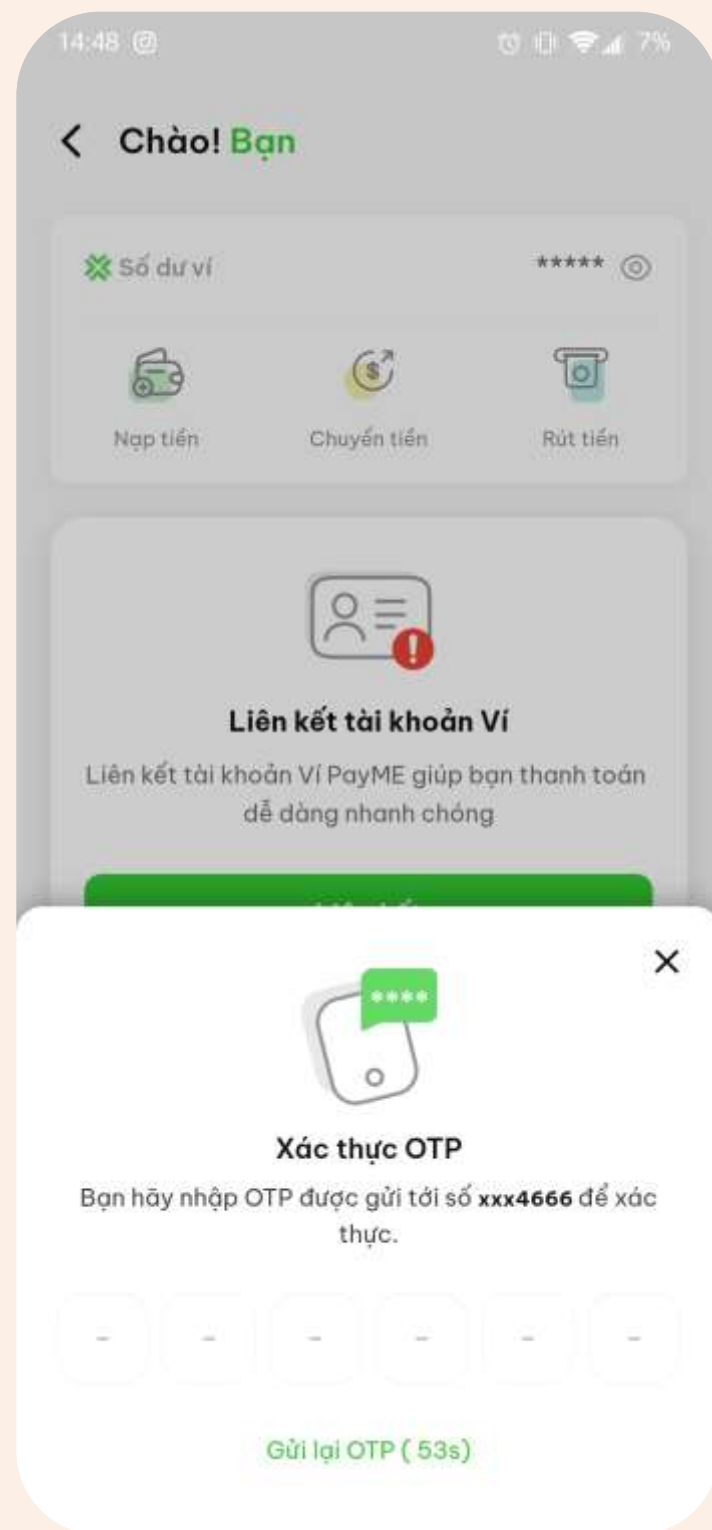 14:48
7%
Chào! Bạn
Số dư ví
*****
Nạp tiền
Chuyển tiền
Rút tiền
Liên kết tài khoản Ví
Liên kết tài khoản Ví PayME giúp bạn thanh toán
dễ dàng nhanh chóng
****
Xác thực OTP
Bạn hãy nhập OTP được gửi tới số xxx4666 để xác
thực.
- - - - - -
Gửi lại OTP ( 53s)